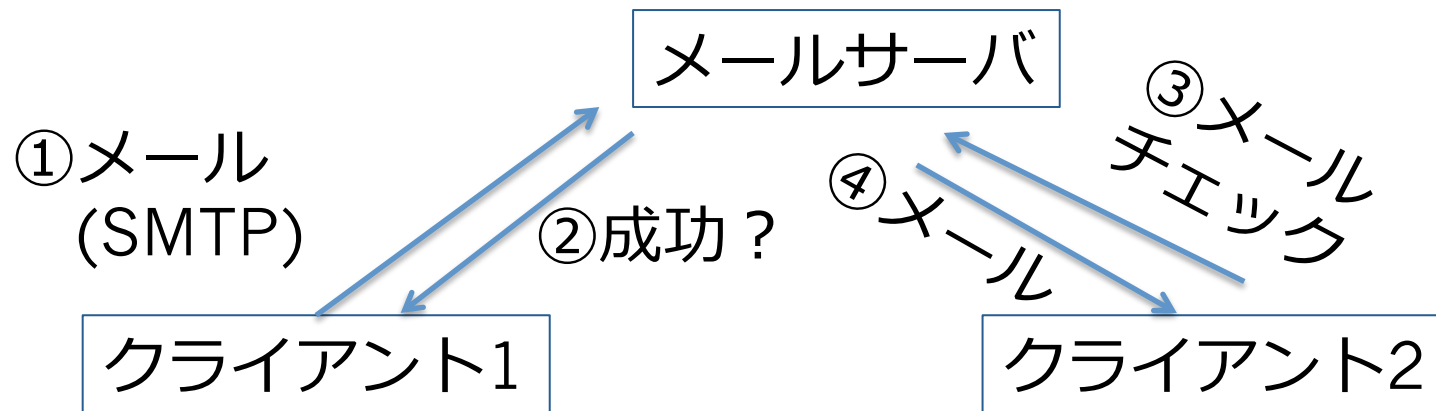 メールサーバ
①メール
(SMTP)
②成功？
③メール
チェック
④メール
クライアント1
クライアント2